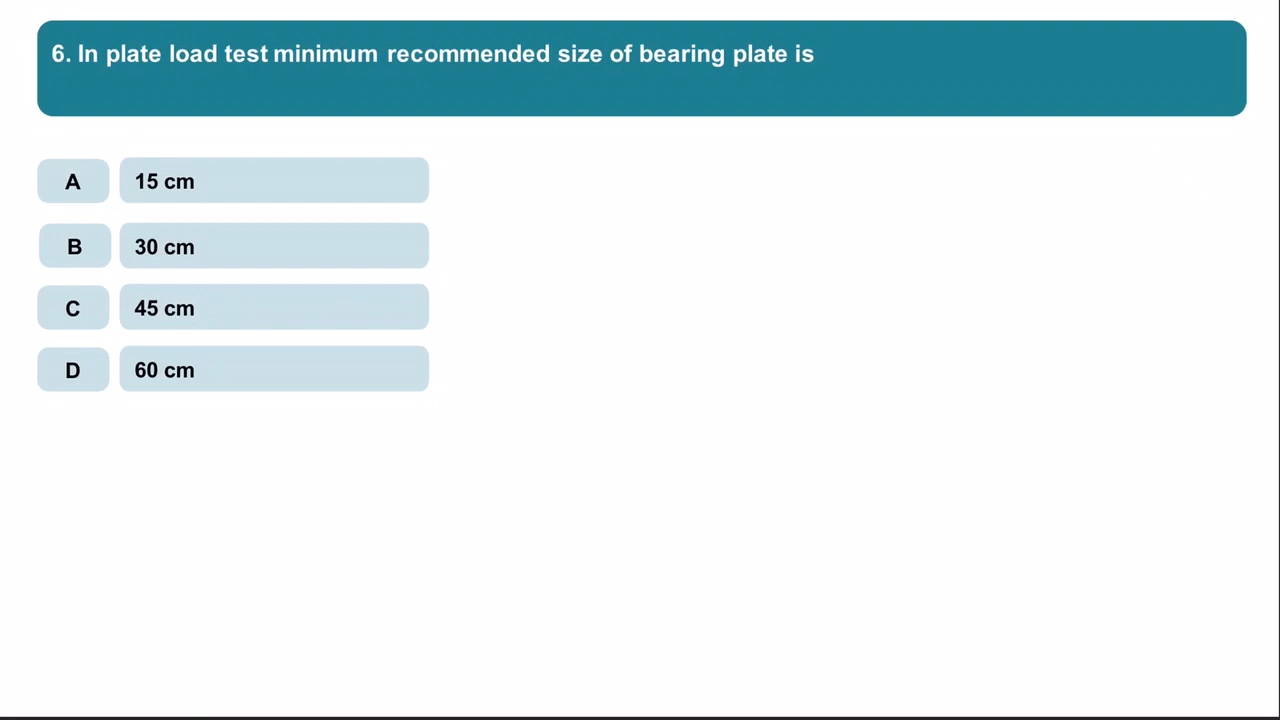 6. In plate load test minimum recommended size of bearing plate is
A 15 cm
B 30 cm
C 45 cm
D 60 cm